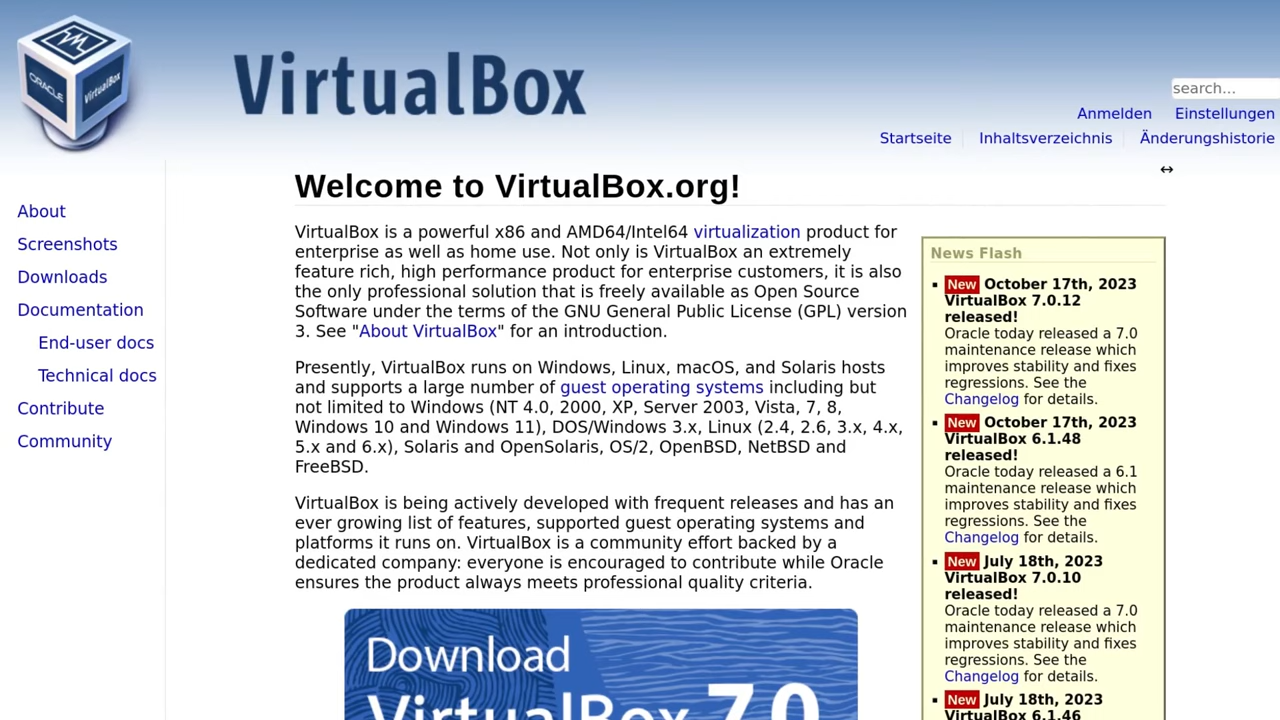 ORACLE
VirtualBox
VirtualBox
search...
Anmelden Einstellungen
Startseite Inhaltsverzeichnis Änderungshistorie
About
Screenshots
Downloads
Documentation
End-user docs
Technical docs
Contribute
Community
Welcome to VirtualBox.org!
VirtualBox is a powerful x86 and AMD64/Intel64 virtualization product for
enterprise as well as home use. Not only is VirtualBox an extremely
feature rich, high performance product for enterprise customers, it is also
the only professional solution that is freely available as Open Source
Software under the terms of the GNU General Public License (GPL) version
3. See "About VirtualBox" for an introduction.
Presently, VirtualBox runs on Windows, Linux, macOS, and Solaris hosts
and supports a large number of guest operating systems including but
not limited to Windows (NT 4.0, 2000, XP, Server 2003, Vista, 7, 8,
Windows 10 and Windows 11), DOS/Windows 3.x, Linux (2.4, 2.6, 3.x, 4.x,
5.x and 6.x), Solaris and OpenSolaris, OS/2, OpenBSD, NetBSD and
FreeBSD.
VirtualBox is being actively developed with frequent releases and has an
ever growing list of features, supported guest operating systems and
platforms it runs on. VirtualBox is a community effort backed by a
dedicated company: everyone is encouraged to contribute while Oracle
ensures the product always meets professional quality criteria.
Download
VirtualBox 7.0
News Flash
New October 17th, 2023
VirtualBox 7.0.12
released!
Oracle today released a 7.0
maintenance release which
improves stability and fixes
regressions. See the
Changelog for details.
New October 17th, 2023
VirtualBox 6.1.48
released!
Oracle today released a 6.1
maintenance release which
improves stability and fixes
regressions. See the
Changelog for details.
New July 18th, 2023
VirtualBox 7.0.10
released!
Oracle today released a 7.0
maintenance release which
improves stability and fixes
regressions. See the
Changelog for details.
New July 18th, 2023
VirtualBox 6.1.46